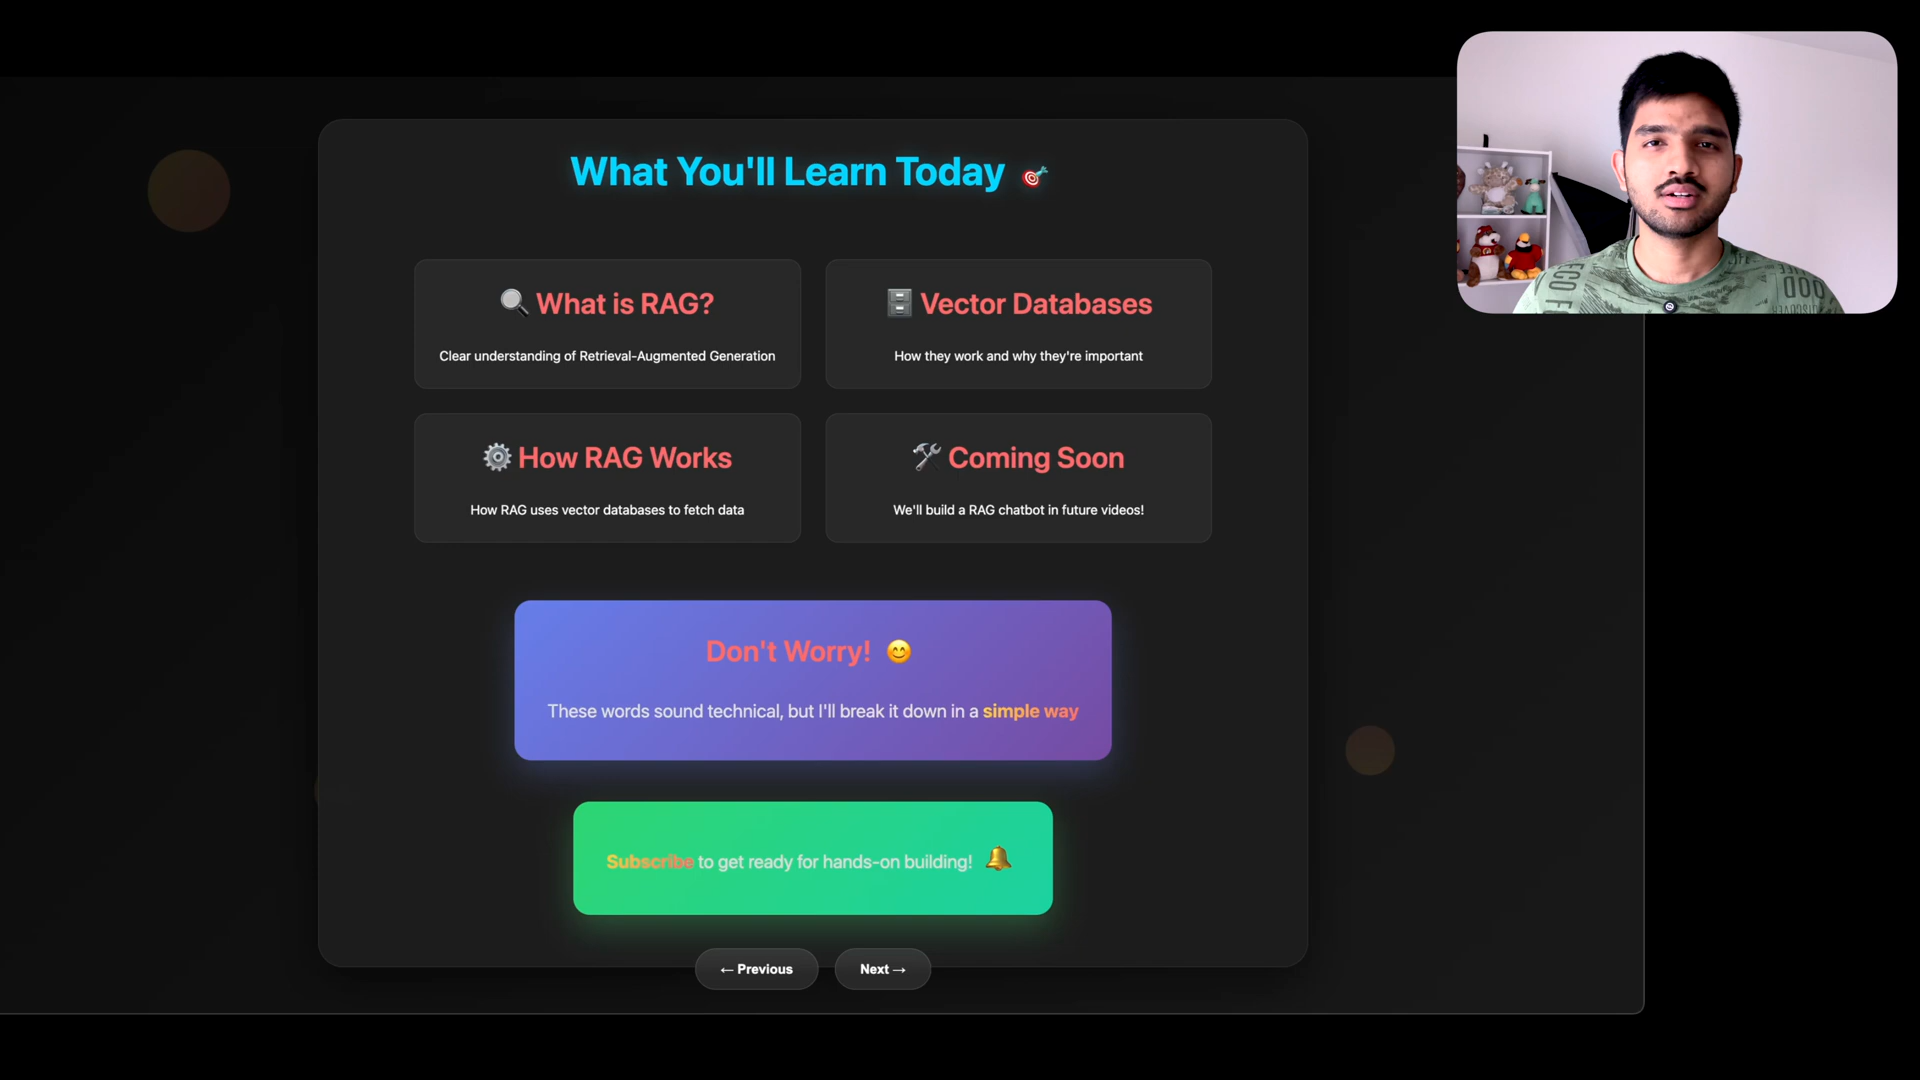 What You'll Learn Today 🎯
🔍 What is RAG?
Clear understanding of Retrieval-Augmented Generation
🗄️ Vector Databases
How they work and why they're important
⚙️ How RAG Works
How RAG uses vector databases to fetch data
🛠️ Coming Soon
We'll build a RAG chatbot in future videos!
Don't Worry! 😊
These words sound technical, but I'll break it down in a simple way
Subscribe to get ready for hands-on building! 🔔
← Previous
Next →